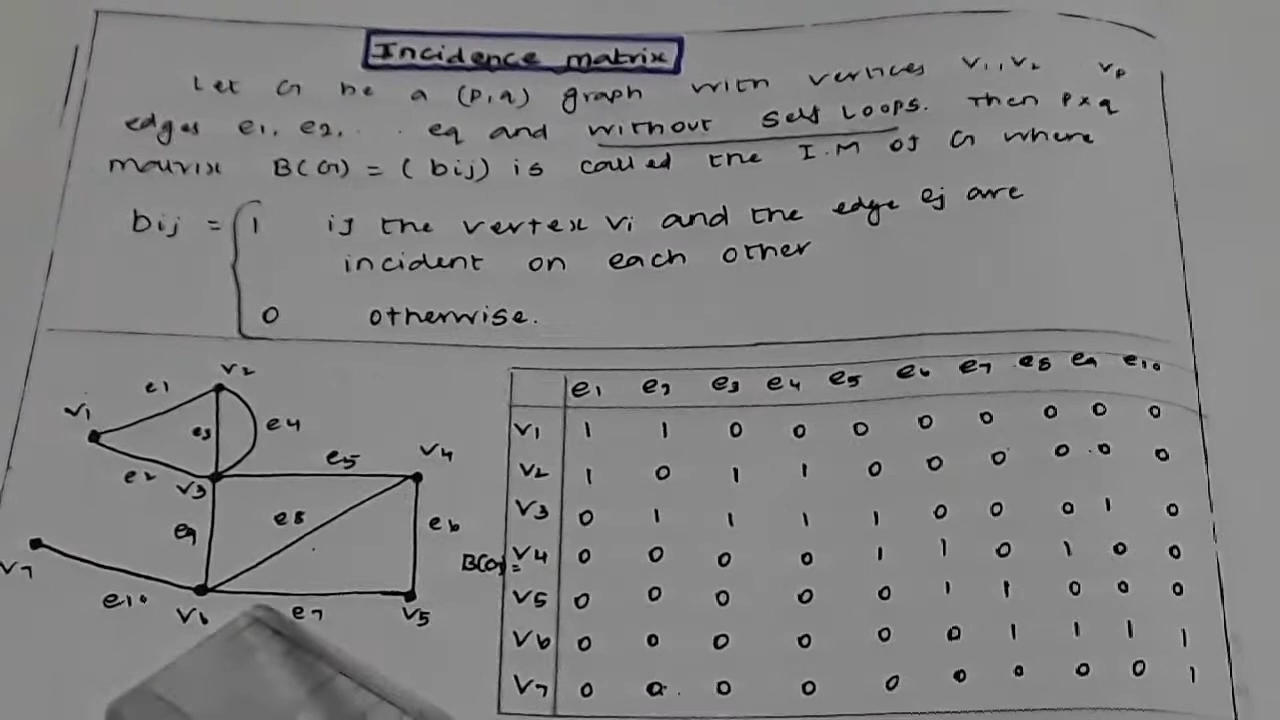 Incidence matrix
Let G be a (p,q) graph with vertices v1, v2 vp
edges e1, e2, . . eq and without self loops. Then p x q
matrix B(G) = (bij) is called the I.M of G where
bij = { 1 if the vertex vi and the edge ej are
incident on each other
0 otherwise.
v2
e1
v1
e3
e4
e2
v3
e5
v4
e9
e8
e6
v7
e10
v6
e7
v5
e1 e2 e3 e4 e5 e6 e7 e8 e9 e10
v1 1 1 0 0 0 0 0 0 0 0
v2 1 0 1 1 0 0 0 0 0 0
v3 0 1 1 1 1 0 0 0 1 0
B(G) = v4 0 0 0 0 1 1 0 1 0 0
v5 0 0 0 0 0 1 1 0 0 0
v6 0 0 0 0 0 0 1 1 1 1
v7 0 0 0 0 0 0 0 0 0 1